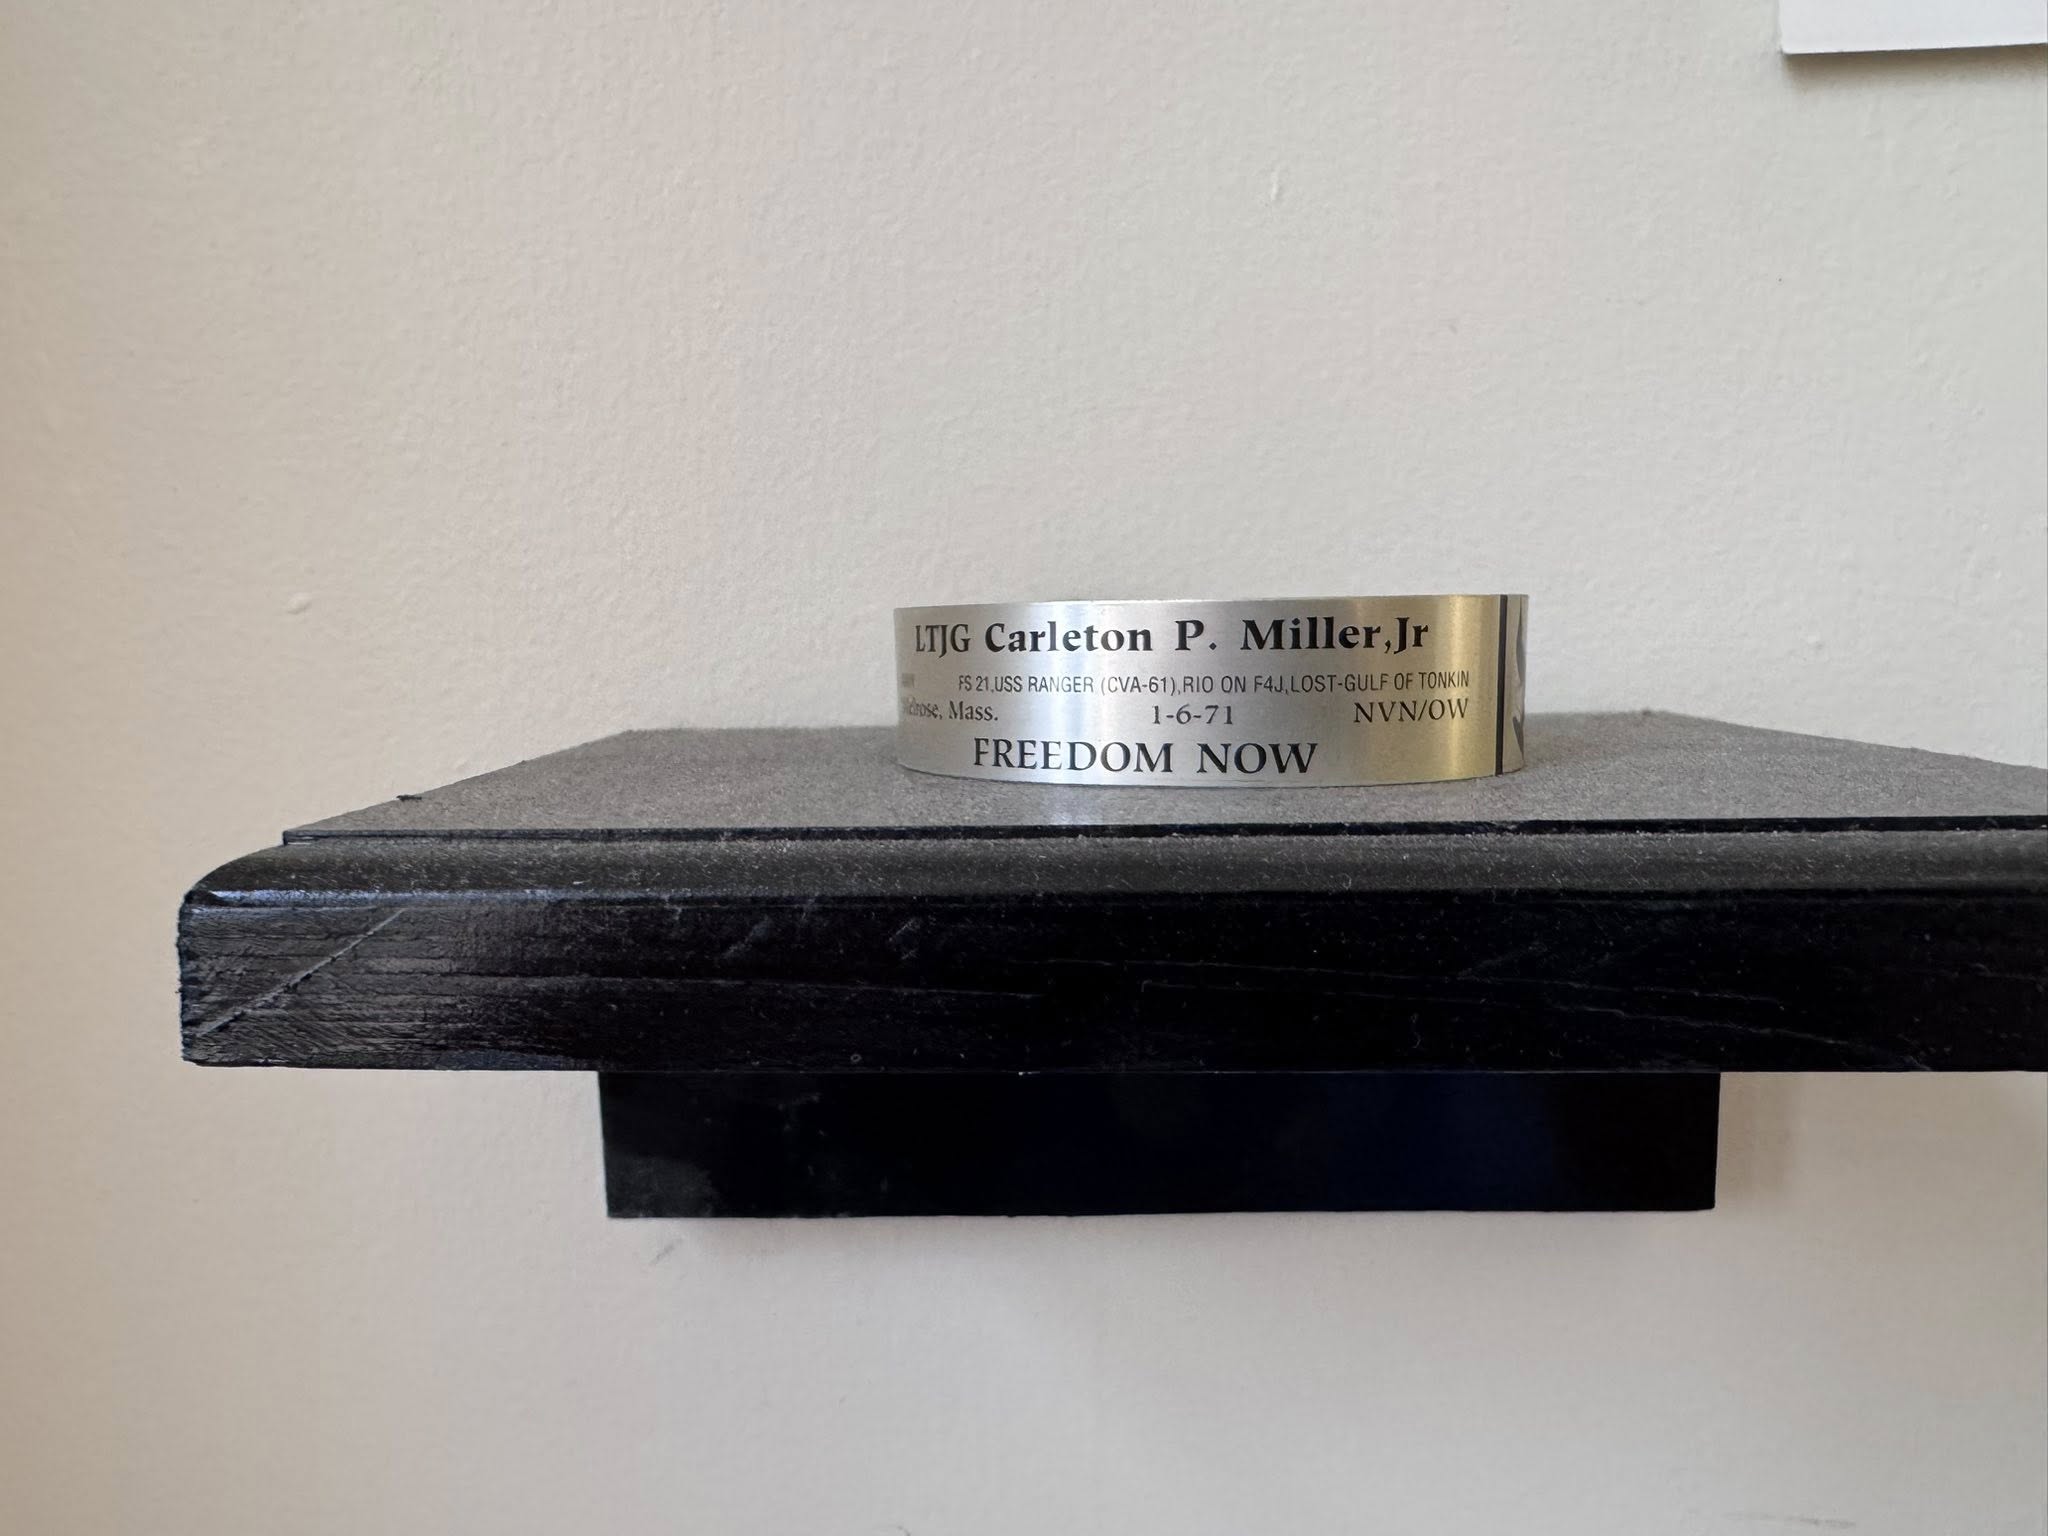 LTJG Carleton P. Miller,Jr
FS 21,USS RANGER (CVA-61),RIO ON F4J,LOST-GULF OF TONKIN
Melrose, Mass. 1-6-71 NVN/OW
FREEDOM NOW